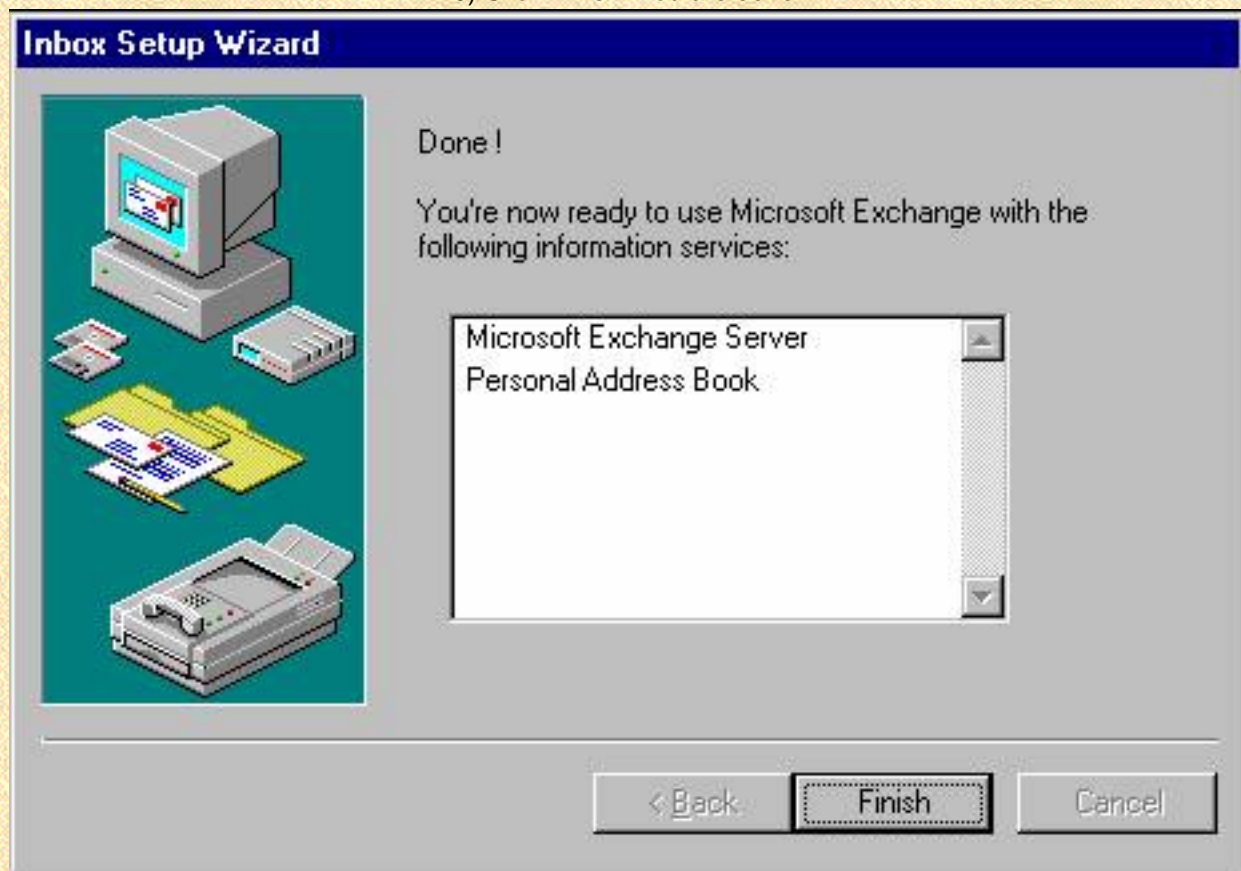 Inbox Setup Wizard
Done !
You're now ready to use Microsoft Exchange with the
following information services:
Microsoft Exchange Server
Personal Address Book
< Back
Finish
Cancel